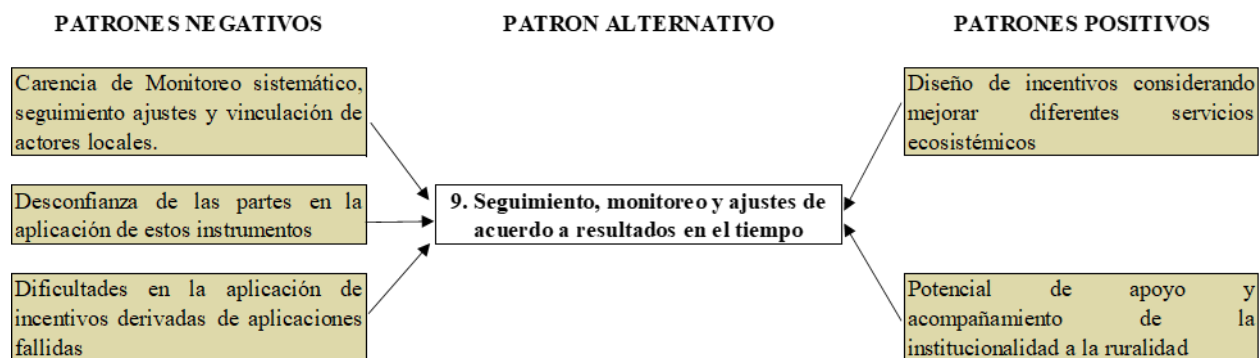 PATRONES NEGATIVOS
PATRON ALTERNATIVO
PATRONES POSITIVOS
Carencia de Monitoreo sistemático,
seguimiento ajustes y vinculación de
actores locales.
Desconfianza de las partes en la
aplicación de estos instrumentos
Dificultades en la aplicación de
incentivos derivadas de aplicaciones
fallidas
9. Seguimiento, monitoreo y ajustes de
acuerdo a resultados en el tiempo
Diseño de incentivos considerando
mejorar diferentes servicios
ecosistémicos
Potencial de apoyo y
acompañamiento de la
institucionalidad a la ruralidad